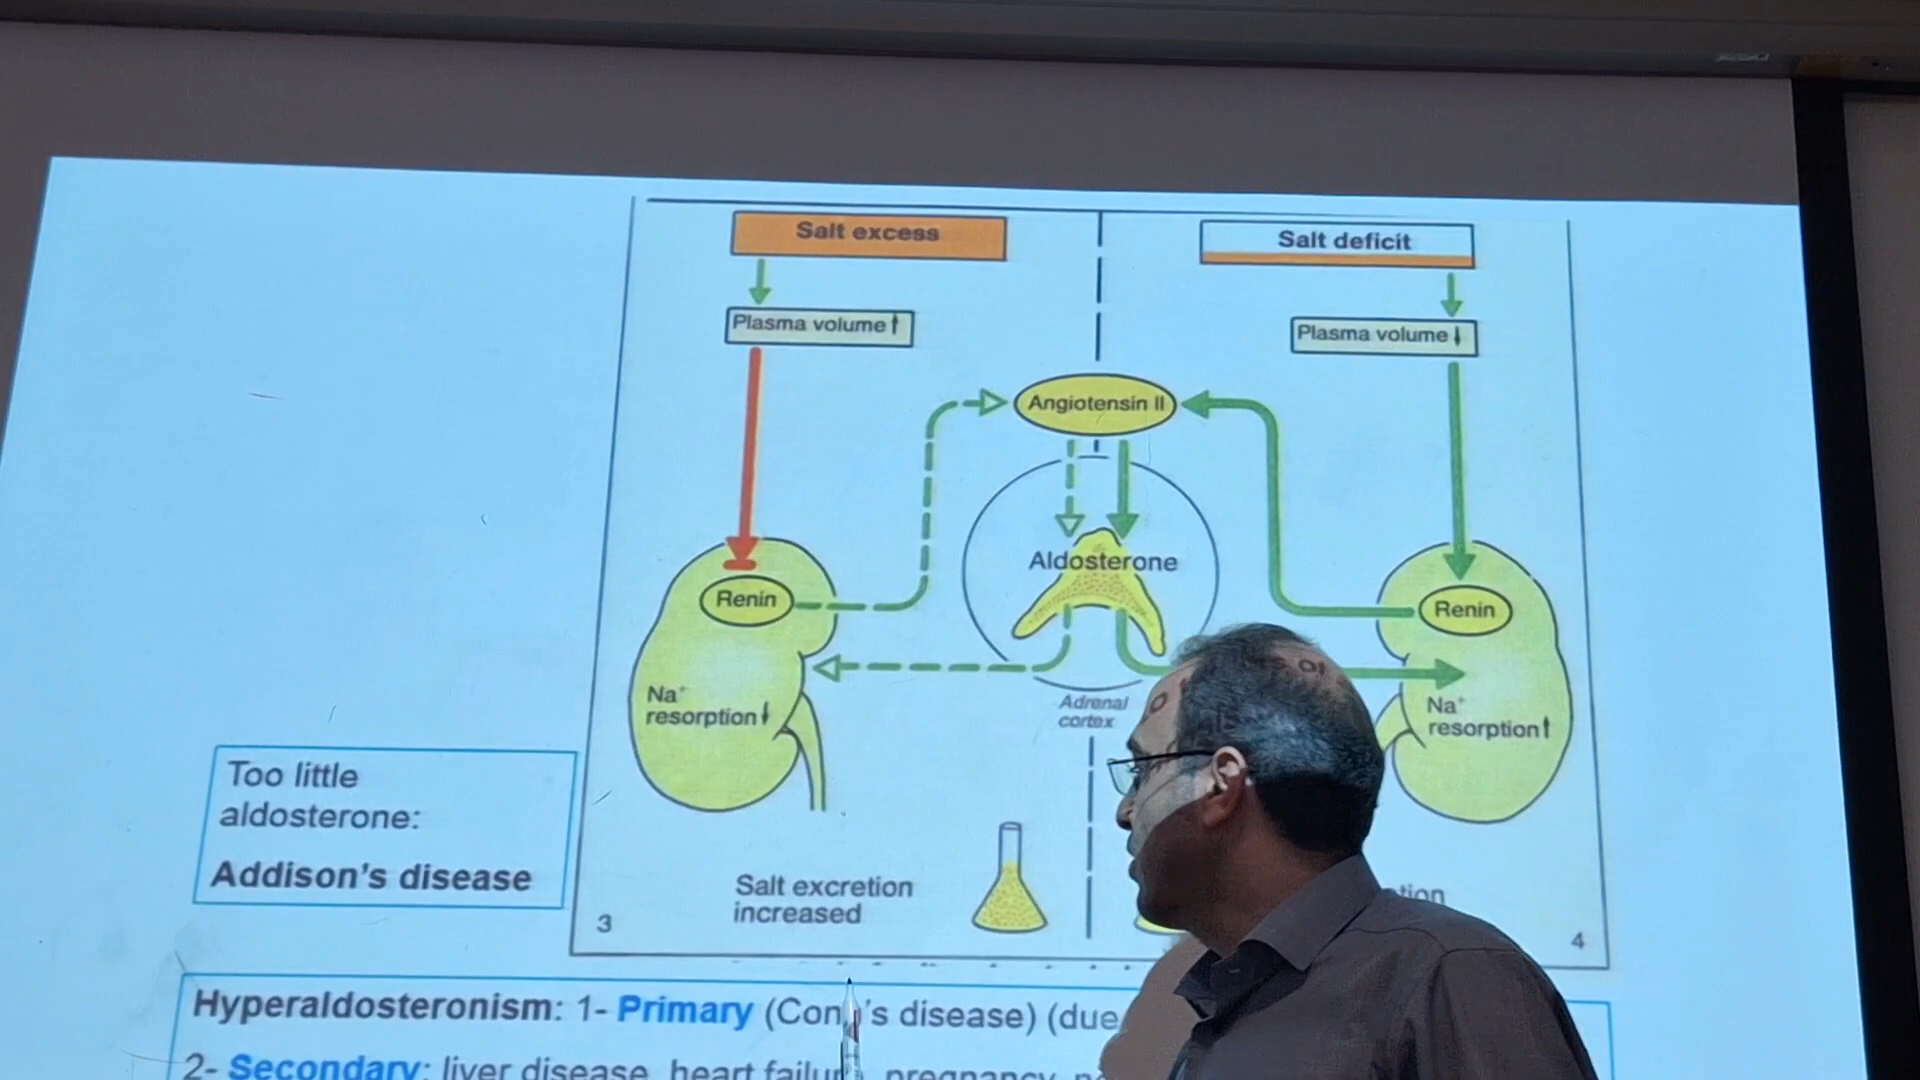 Salt excess
Salt deficit
Plasma volume↑
Plasma volume↓
Angiotensin II
Aldosterone
Renin
Renin
Na⁺
resorption↓
Adrenal
cortex
Na⁺
resorption↑
Too little
aldosterone:
Addison's disease
Salt excretion
increased
3
4
Hyperaldosteronism: 1- Primary 's disease) (due
2- Secondary: liver disease, heart pregnancy,